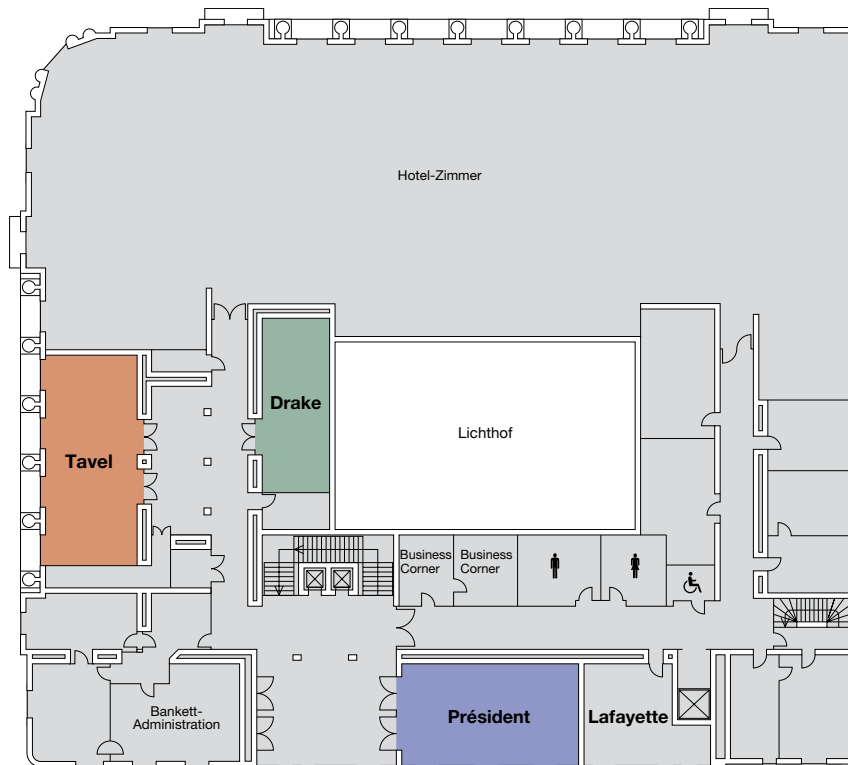 Hotel-Zimmer
Drake
Lichthof
Tavel
Business
Corner
Business
Corner
Bankett-
Administration
Président
Lafayette